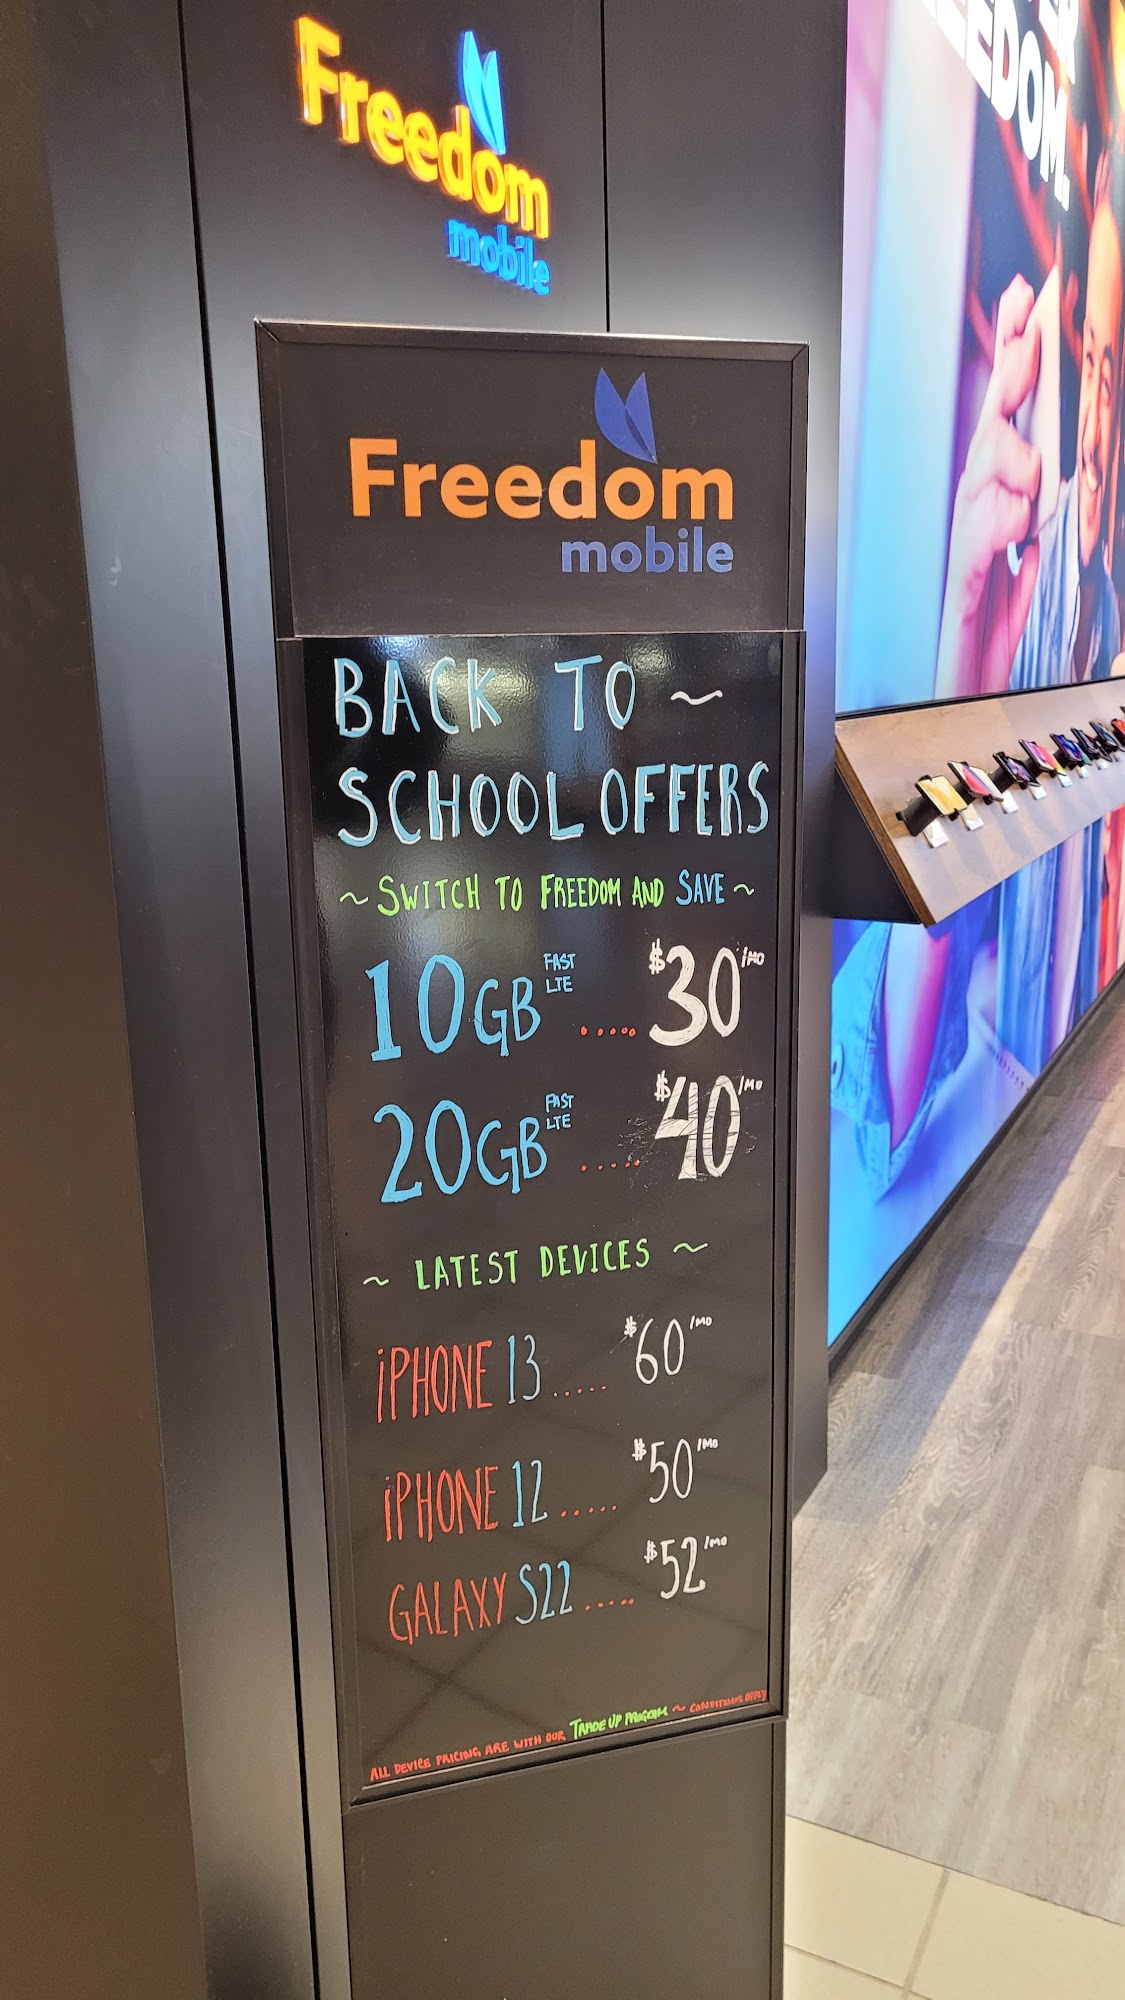 Freedom
mobile
EEDOM.
Freedom
mobile
BACK TO ~
SCHOOL OFFERS
~ SWITCH TO FREEDOM AND SAVE ~
10GB FAST LTE ..... $30/MO
20GB FAST LTE ..... $40/MO
~ LATEST DEVICES ~
iPHONE 13 ..... $60/MO
iPHONE 12 ..... $50/MO
GALAXY S22 ..... $52/MO
ALL DEVICE PRICING ARE WITH OUR TRADE UP PROGRAM ~ CONDITIONS APPLY